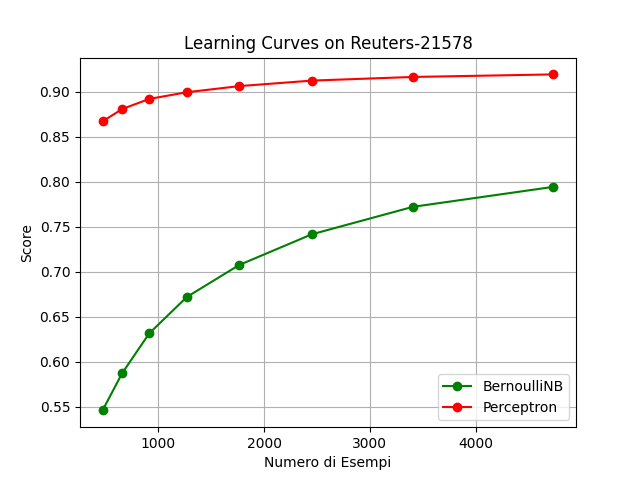 Learning Curves on Reuters-21578
Score
0.90
0.85
0.80
0.75
0.70
0.65
0.60
0.55
1000 2000 3000 4000
Numero di Esempi
BernoulliNB
Perceptron